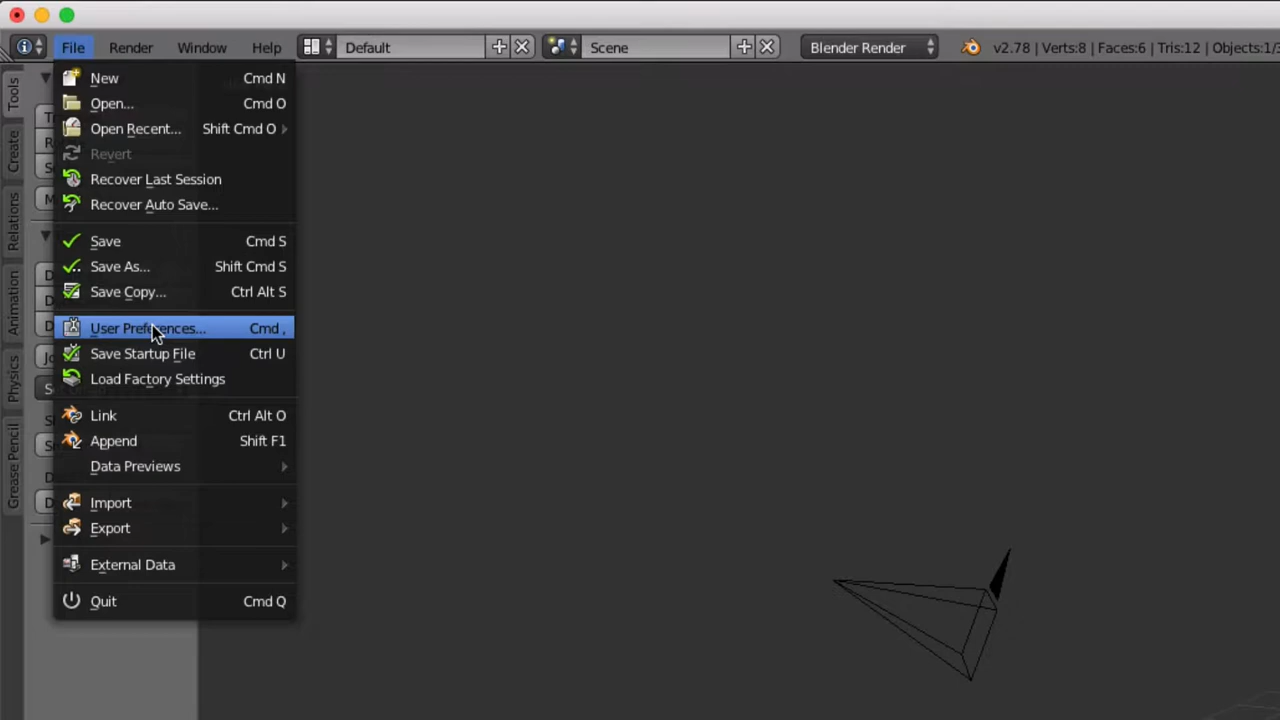 File Render Window Help Default Scene Blender Render v2.78 | Verts:8 | Faces:6 | Tris:12 | Objects:1/
Tools
Create
Relations
Animation
Physics
Grease Pencil
New Cmd N
Open... Cmd O
Open Recent... Shift Cmd O
Revert
Recover Last Session
Recover Auto Save...
Save Cmd S
Save As... Shift Cmd S
Save Copy... Ctrl Alt S
User Preferences... Cmd ,
Save Startup File Ctrl U
Load Factory Settings
Link Ctrl Alt O
Append Shift F1
Data Previews
Import
Export
External Data
Quit Cmd Q